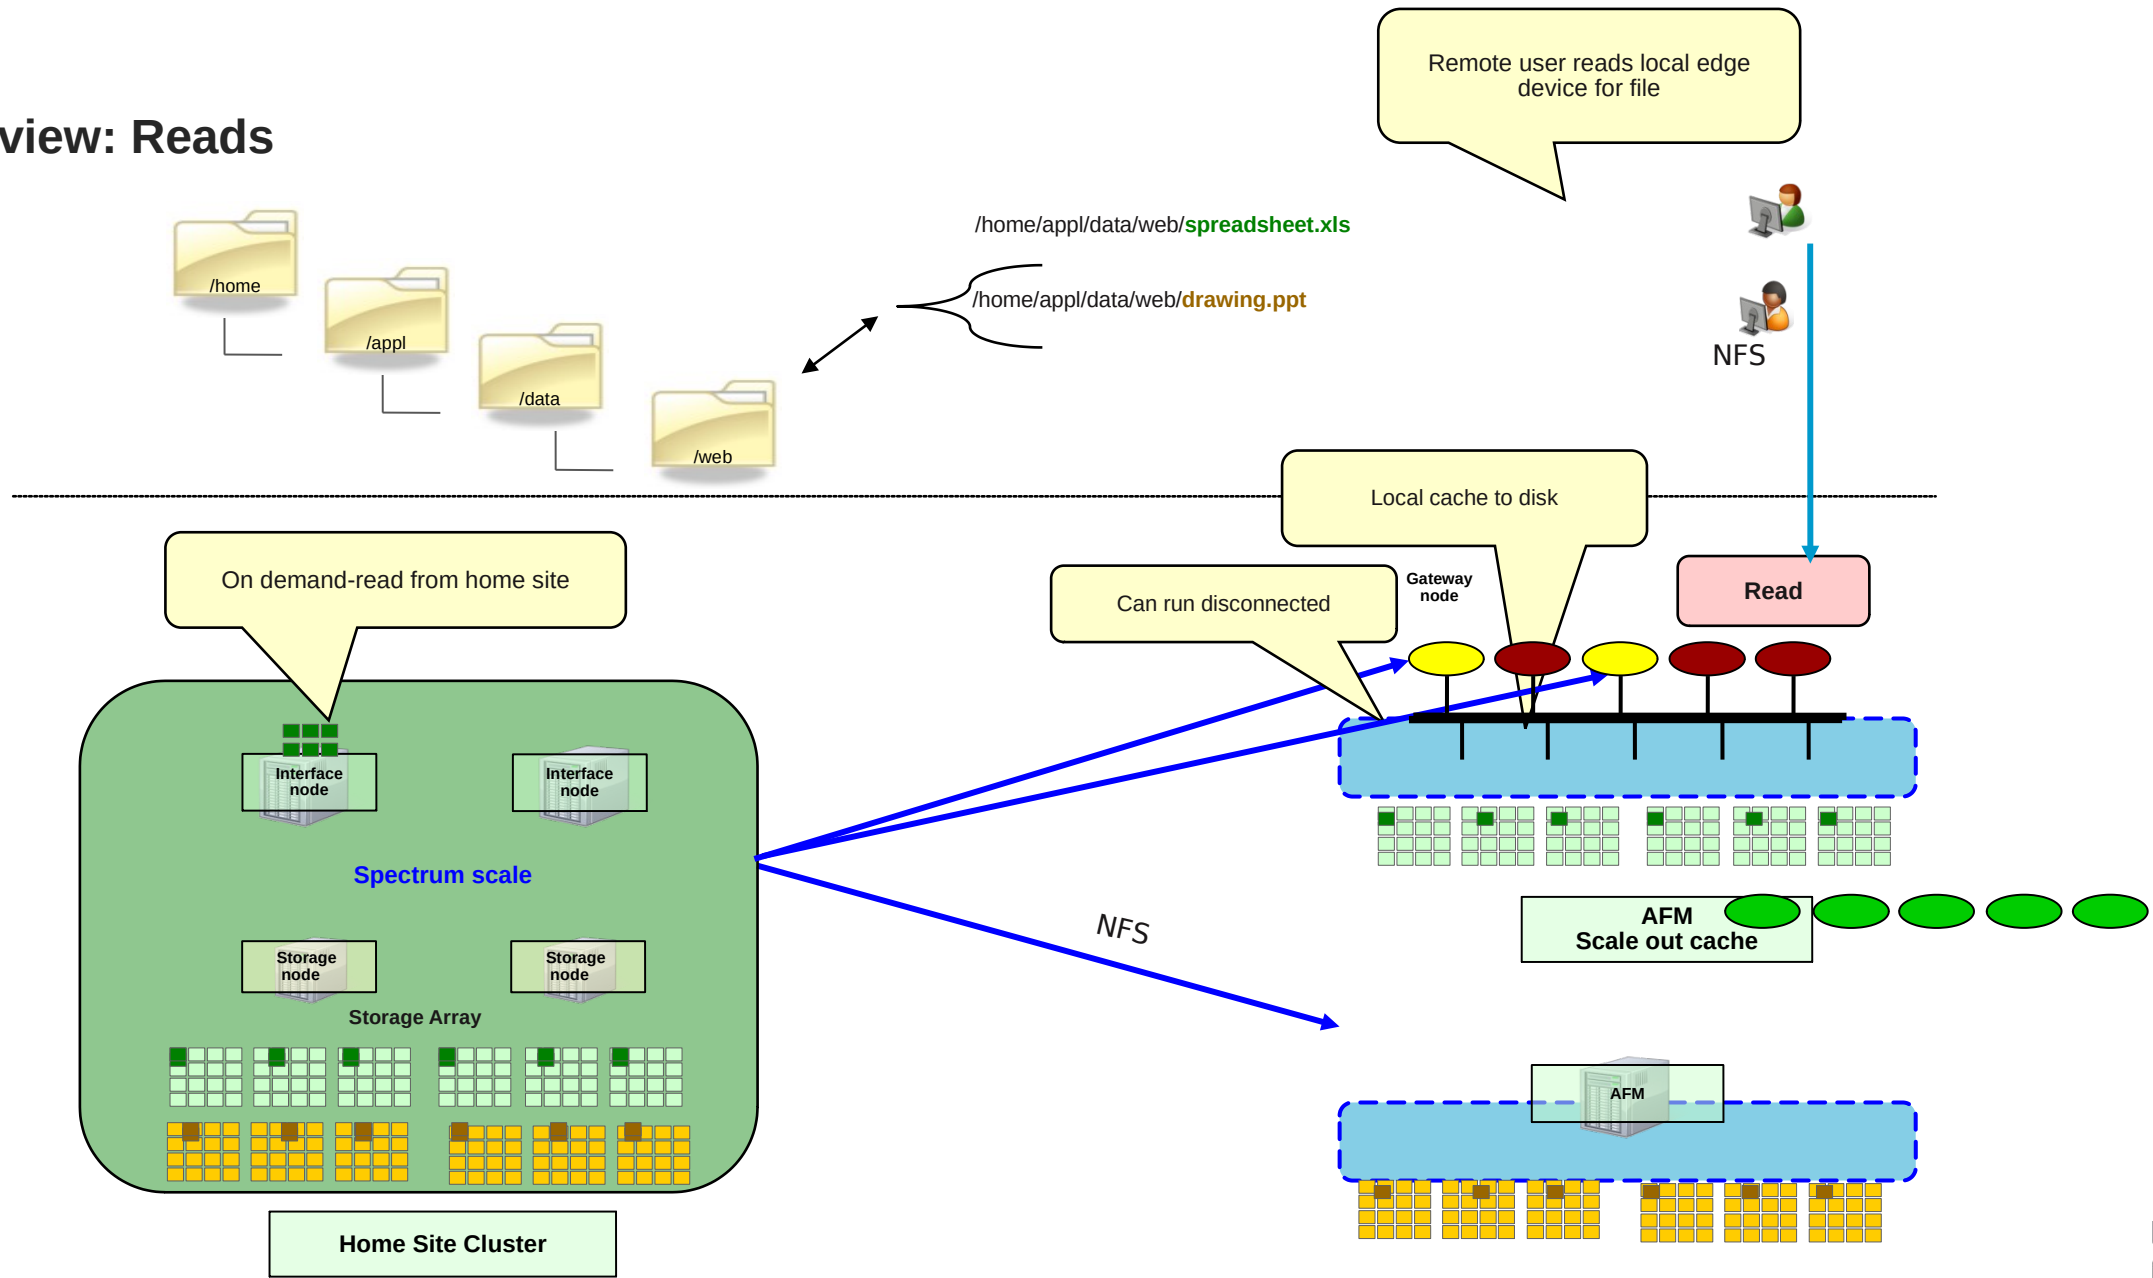 Remote user reads local edge
device for file
view: Reads
/home/appl/data/web/spreadsheet.xls
/home
/home/appl/data/web/drawing.ppt
/appl
NFS
/data
/web
Local cache to disk
On demand-read from home site
Can run disconnected
Gateway
node
Read
Interface
node
Interface
node
Spectrum scale
NFS
AFM
Scale out cache
Storage
node
Storage
node
Storage Array
AFM
Home Site Cluster